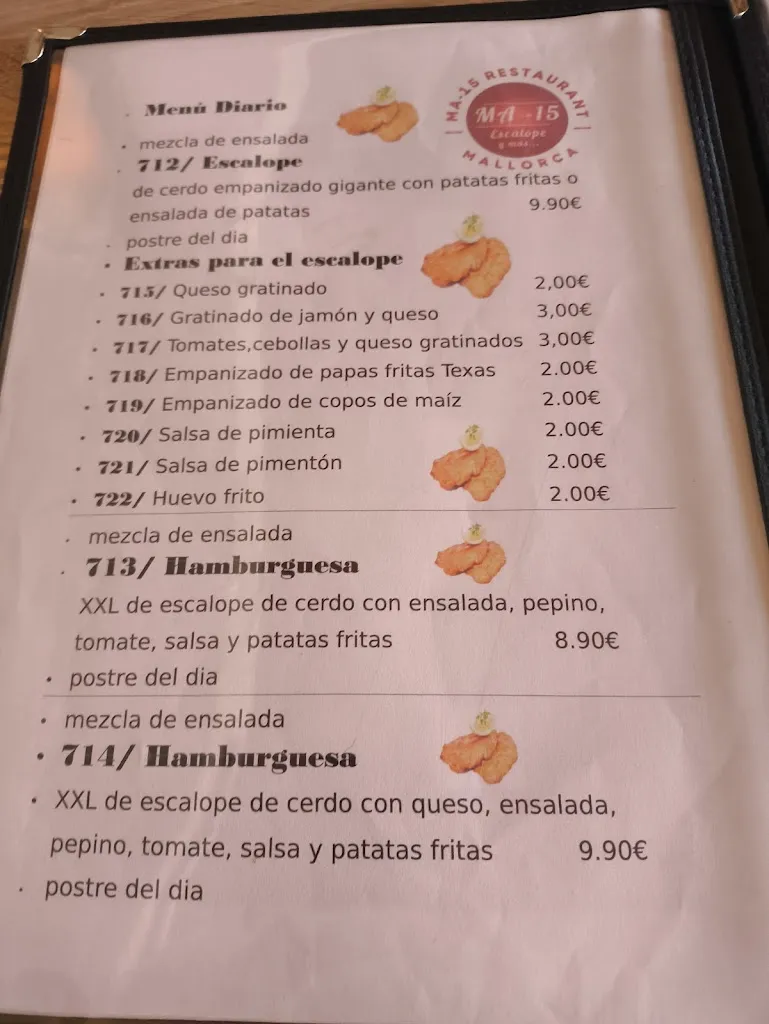 Menú Diario
MA-15 RESTAURANT
MA-15
Escalope
y más...
MALLORCA
mezcla de ensalada
712/ Escalope
de cerdo empanizado gigante con patatas fritas o
ensalada de patatas 9.90€
postre del dia
Extras para el escalope
715/ Queso gratinado 2,00€
716/ Gratinado de jamón y queso 3,00€
717/ Tomates,cebollas y queso gratinados 3,00€
718/ Empanizado de papas fritas Texas 2.00€
719/ Empanizado de copos de maíz 2.00€
720/ Salsa de pimienta 2.00€
721/ Salsa de pimentón 2.00€
722/ Huevo frito 2.00€
mezcla de ensalada
713/ Hamburguesa
XXL de escalope de cerdo con ensalada, pepino,
tomate, salsa y patatas fritas 8.90€
postre del dia
mezcla de ensalada
714/ Hamburguesa
XXL de escalope de cerdo con queso, ensalada,
pepino, tomate, salsa y patatas fritas 9.90€
postre del dia